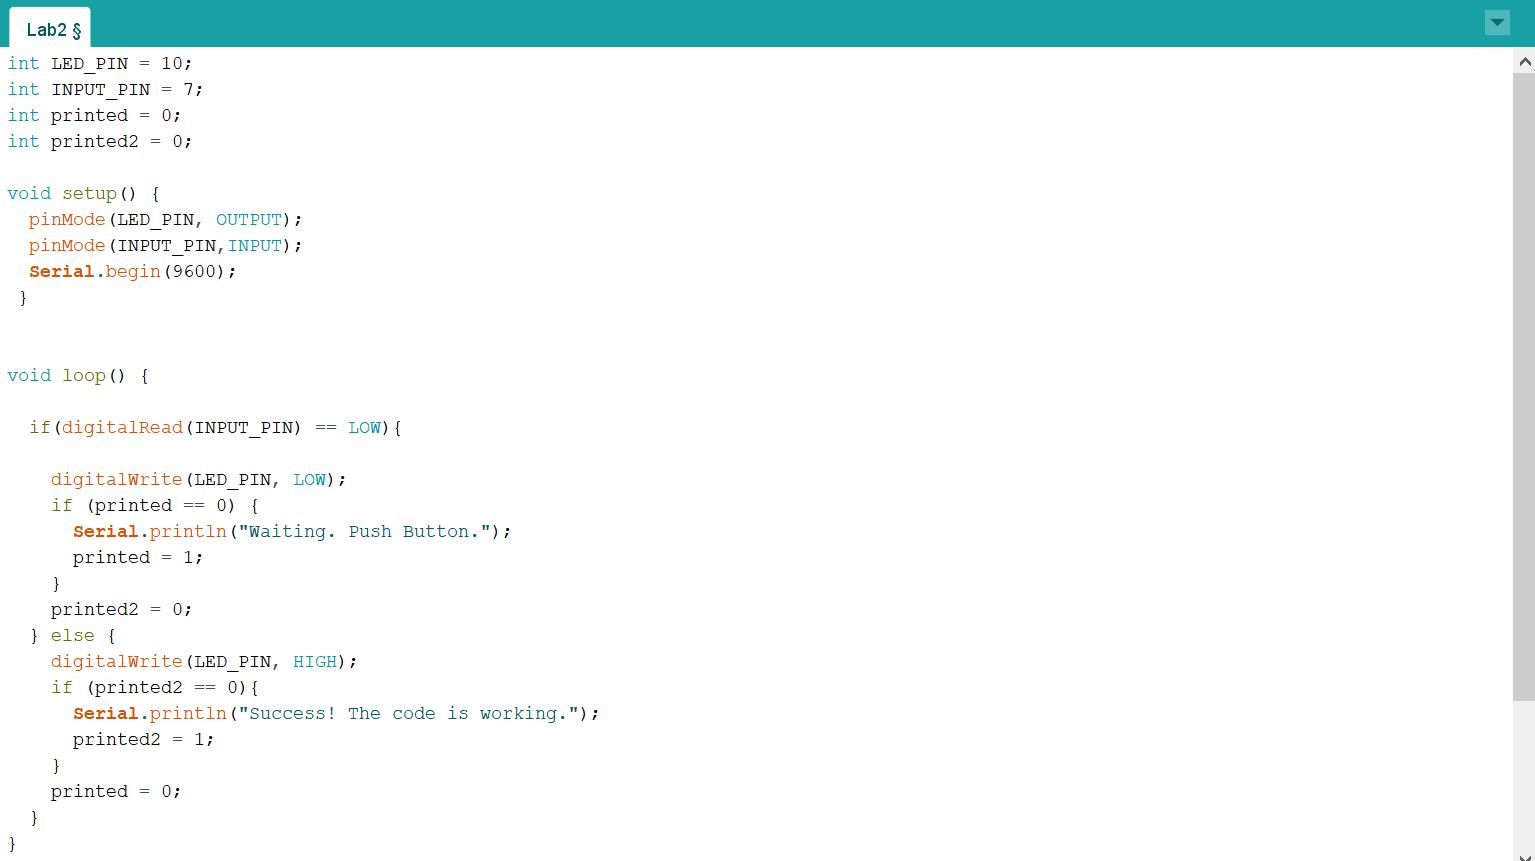 Lab2 §
int LED_PIN = 10;
int INPUT_PIN = 7;
int printed = 0;
int printed2 = 0;
void setup() {
  pinMode(LED_PIN, OUTPUT);
  pinMode(INPUT_PIN,INPUT);
  Serial.begin(9600);
 }
void loop() {
  if(digitalRead(INPUT_PIN) == LOW){
    digitalWrite(LED_PIN, LOW);
    if (printed == 0) {
      Serial.println("Waiting. Push Button.");
      printed = 1;
    }
    printed2 = 0;
  } else {
    digitalWrite(LED_PIN, HIGH);
    if (printed2 == 0){
      Serial.println("Success! The code is working.");
      printed2 = 1;
    }
    printed = 0;
  }
}